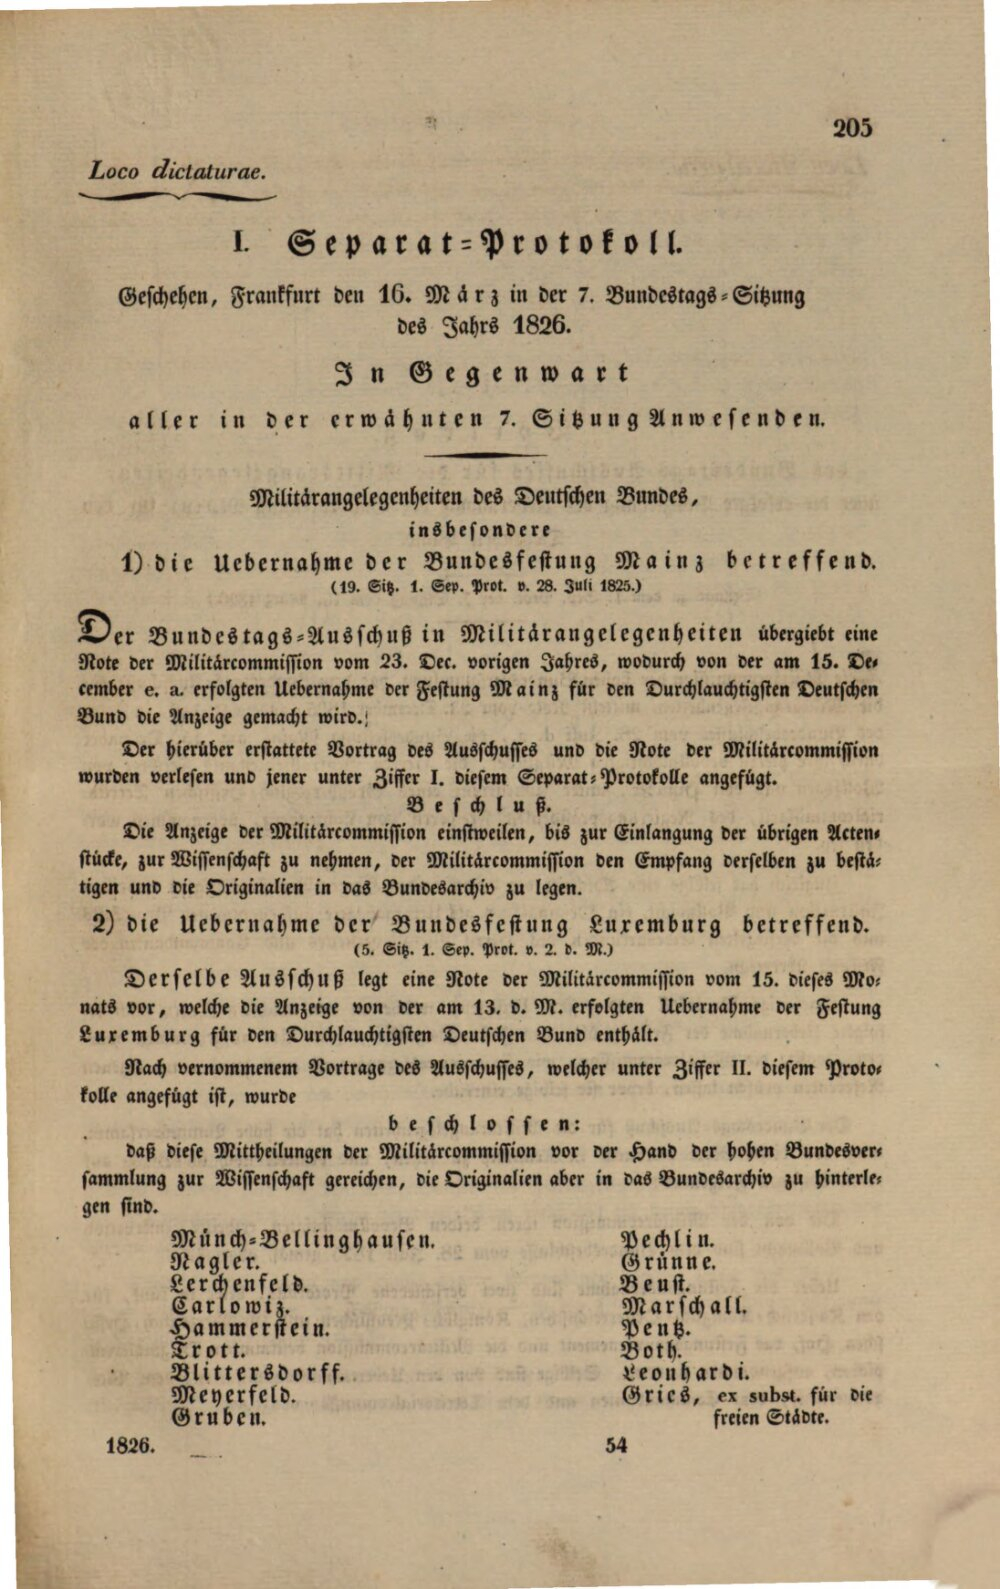 205
Loco dictaturae.
I. Separat=Protokoll.
Geschehen, Frankfurt den 16. März in der 7. Bundestags=Sitzung
des Jahrs 1826.
In Gegenwart
aller in der erwähnten 7. Sitzung Anwesenden.
Militärangelegenheiten des Deutschen Bundes,
insbesondere
1) die Uebernahme der Bundesfestung Mainz betreffend.
(19. Sitz. 1. Sep. Prot. v. 28. Juli 1825.)
Der Bundestags=Ausschuß in Militärangelegenheiten übergiebt eine
Note der Militärcommission vom 23. Dec. vorigen Jahres, wodurch von der am 15. De=
cember e. a. erfolgten Uebernahme der Festung Mainz für den Durchlauchtigsten Deutschen
Bund die Anzeige gemacht wird.
Der hierüber erstattete Vortrag des Ausschusses und die Note der Militärcommission
wurden verlesen und jener unter Ziffer I. diesem Separat=Protokolle angefügt.
Beschluß.
Die Anzeige der Militärcommission einstweilen, bis zur Einlangung der übrigen Acten=
stücke, zur Wissenschaft zu nehmen, der Militärcommission den Empfang derselben zu bestä=
tigen und die Originalien in das Bundesarchiv zu legen.
2) die Uebernahme der Bundesfestung Luxemburg betreffend.
(5. Sitz. 1. Sep. Prot. v. 2. d. M.)
Derselbe Ausschuß legt eine Note der Militärcommission vom 15. dieses Mo=
nats vor, welche die Anzeige von der am 13. d. M. erfolgten Uebernahme der Festung
Luxemburg für den Durchlauchtigsten Deutschen Bund enthält.
Nach vernommenem Vortrage des Ausschusses, welcher unter Ziffer II. diesem Proto=
kolle angefügt ist, wurde
beschlossen:
daß diese Mittheilungen der Militärcommission vor der Hand der hohen Bundesver=
sammlung zur Wissenschaft gereichen, die Originalien aber in das Bundesarchiv zu hinterle=
gen sind.
Münch=Bellinghausen.
Nagler.
Lerchenfeld.
Carlowiz.
Hammerstein.
Trott.
Blittersdorff.
Meyerfeld.
Gruben.
Pechlin.
Grünne.
Beust.
Marschall.
Pentz.
Both.
Leonhardi.
Gries, ex subst. für die
freien Städte.
1826.
54